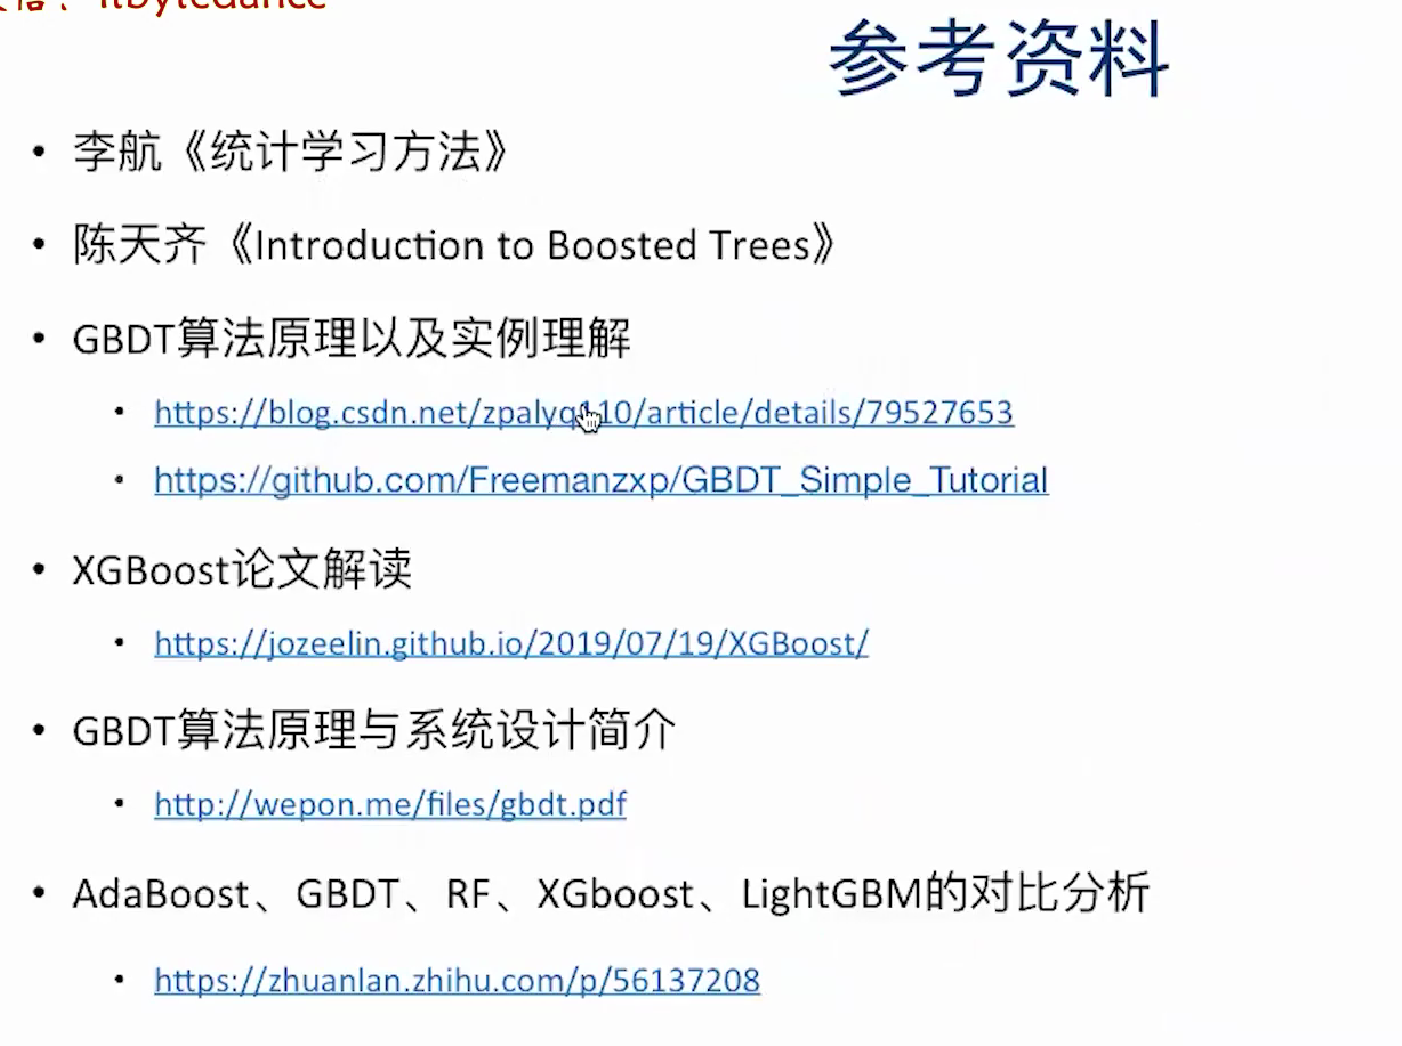 参考资料
• 李航《统计学习方法》
• 陈天齐《Introduction to Boosted Trees》
• GBDT算法原理以及实例理解
• https://blog.csdn.net/zpalyq110/article/details/79527653
• https://github.com/Freemanzxp/GBDT_Simple_Tutorial
• XGBoost论文解读
• https://jozeelin.github.io/2019/07/19/XGBoost/
• GBDT算法原理与系统设计简介
• http://wepon.me/files/gbdt.pdf
• AdaBoost、GBDT、RF、XGboost、LightGBM的对比分析
• https://zhuanlan.zhihu.com/p/56137208